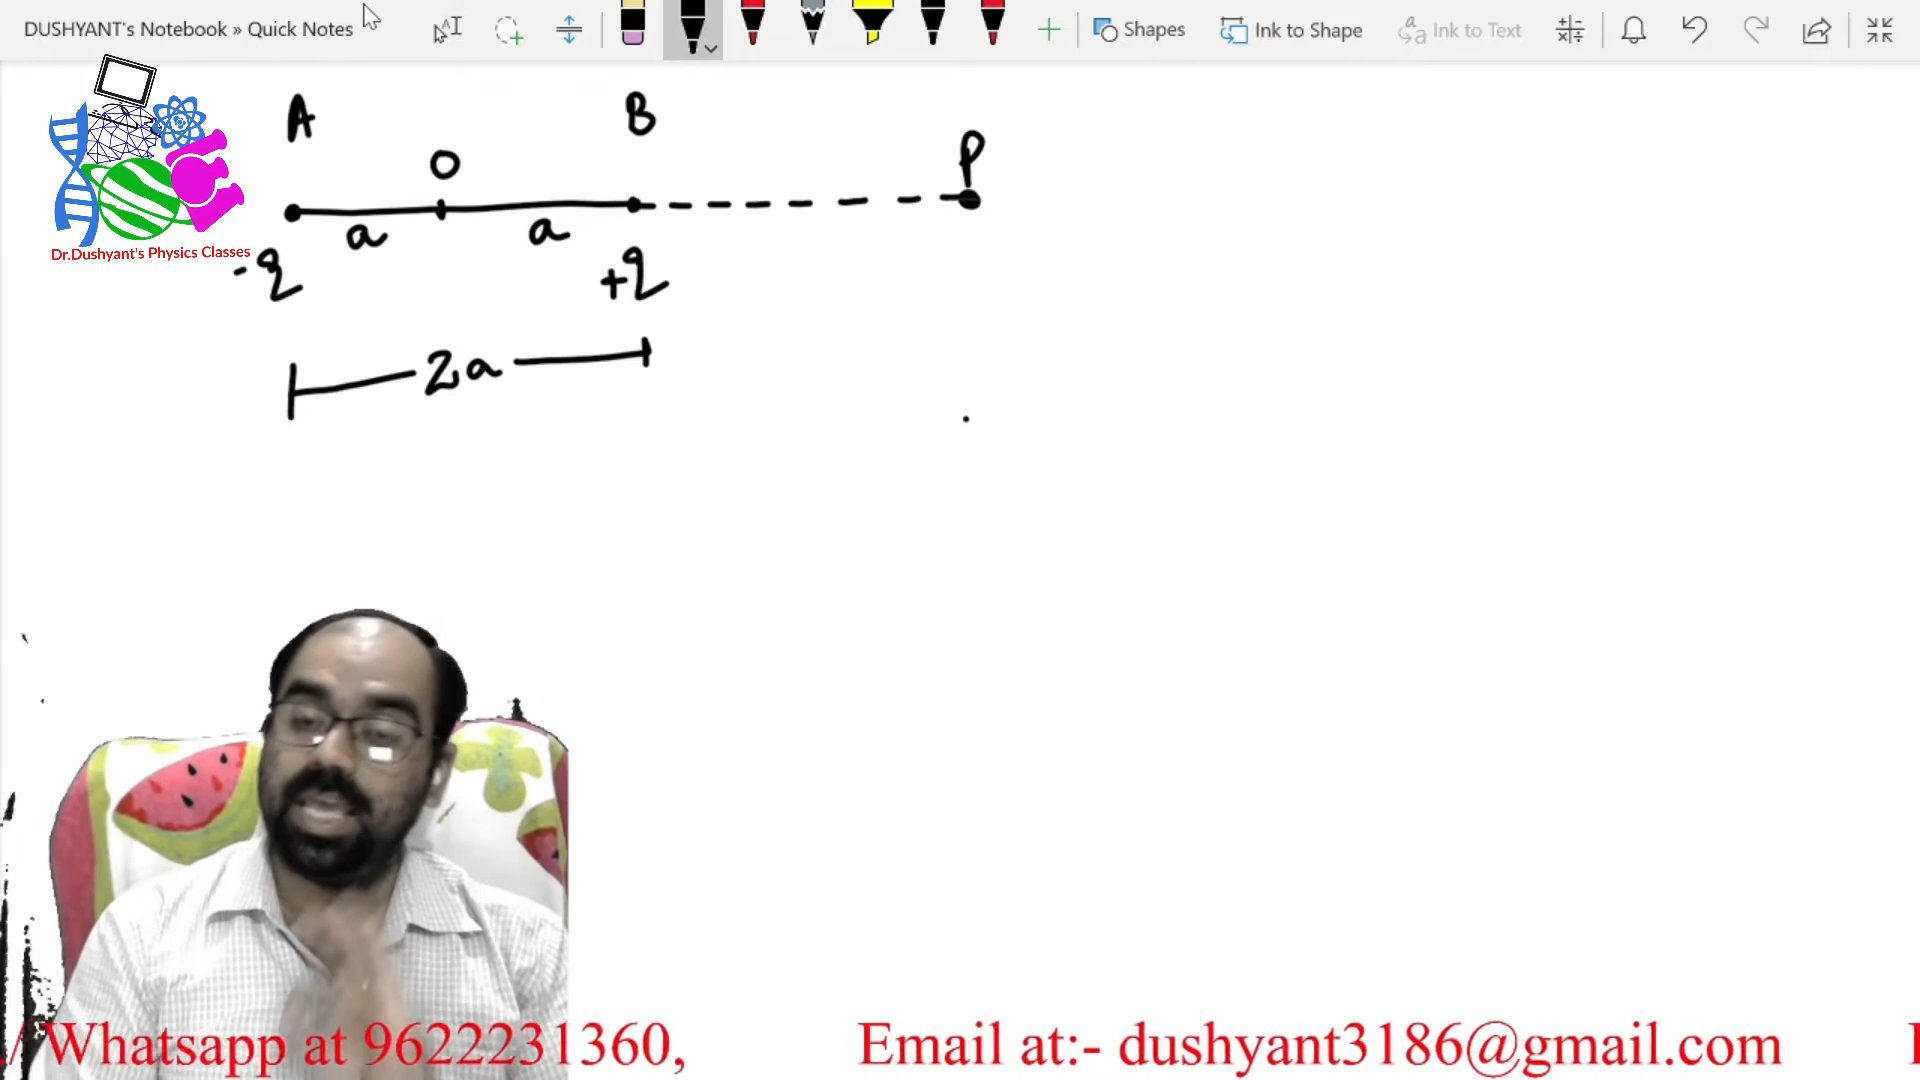 DUSHYANT's Notebook » Quick Notes
Shapes
Ink to Shape
Ink to Text
A
B
O
P
a
a
-q
+q
2a
Dr.Dushyant's Physics Classes
/ Whatsapp at 9622231360,
Email at:- dushyant3186@gmail.com